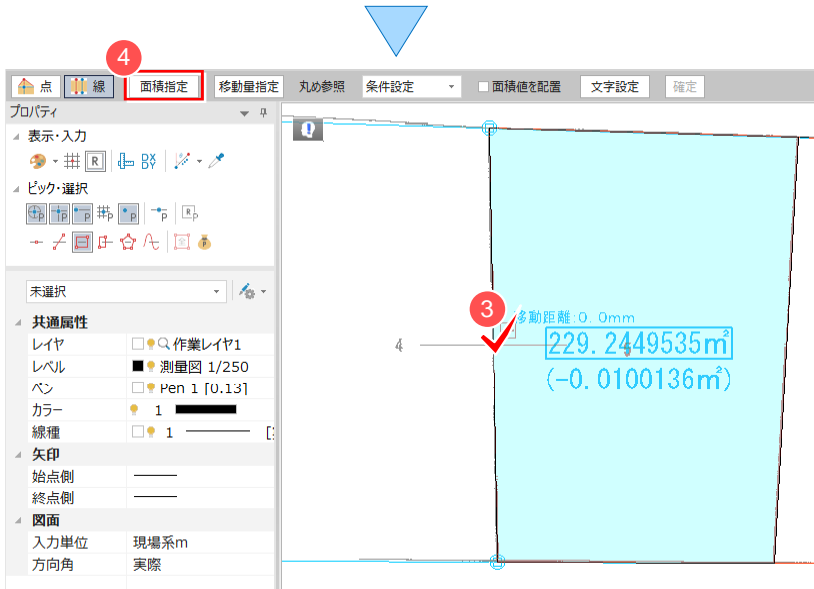 4
点 線 面積指定 移動量指定 丸め参照 条件設定 面積値を配置 文字設定 確定
プロパティ
表示・入力
R DX DY
ピック・選択
P P P P P P R P
P
未選択
共通属性
レイヤ 作業レイヤ1
レベル 測量図 1/250
ペン Pen 1 [0.13]
カラー 1
線種 1
矢印
始点側
終点側
図面
入力単位 現場系m
方向角 実際
3
移動距離:0.0mm
4
229.2449535㎡
5
(-0.0100136㎡)